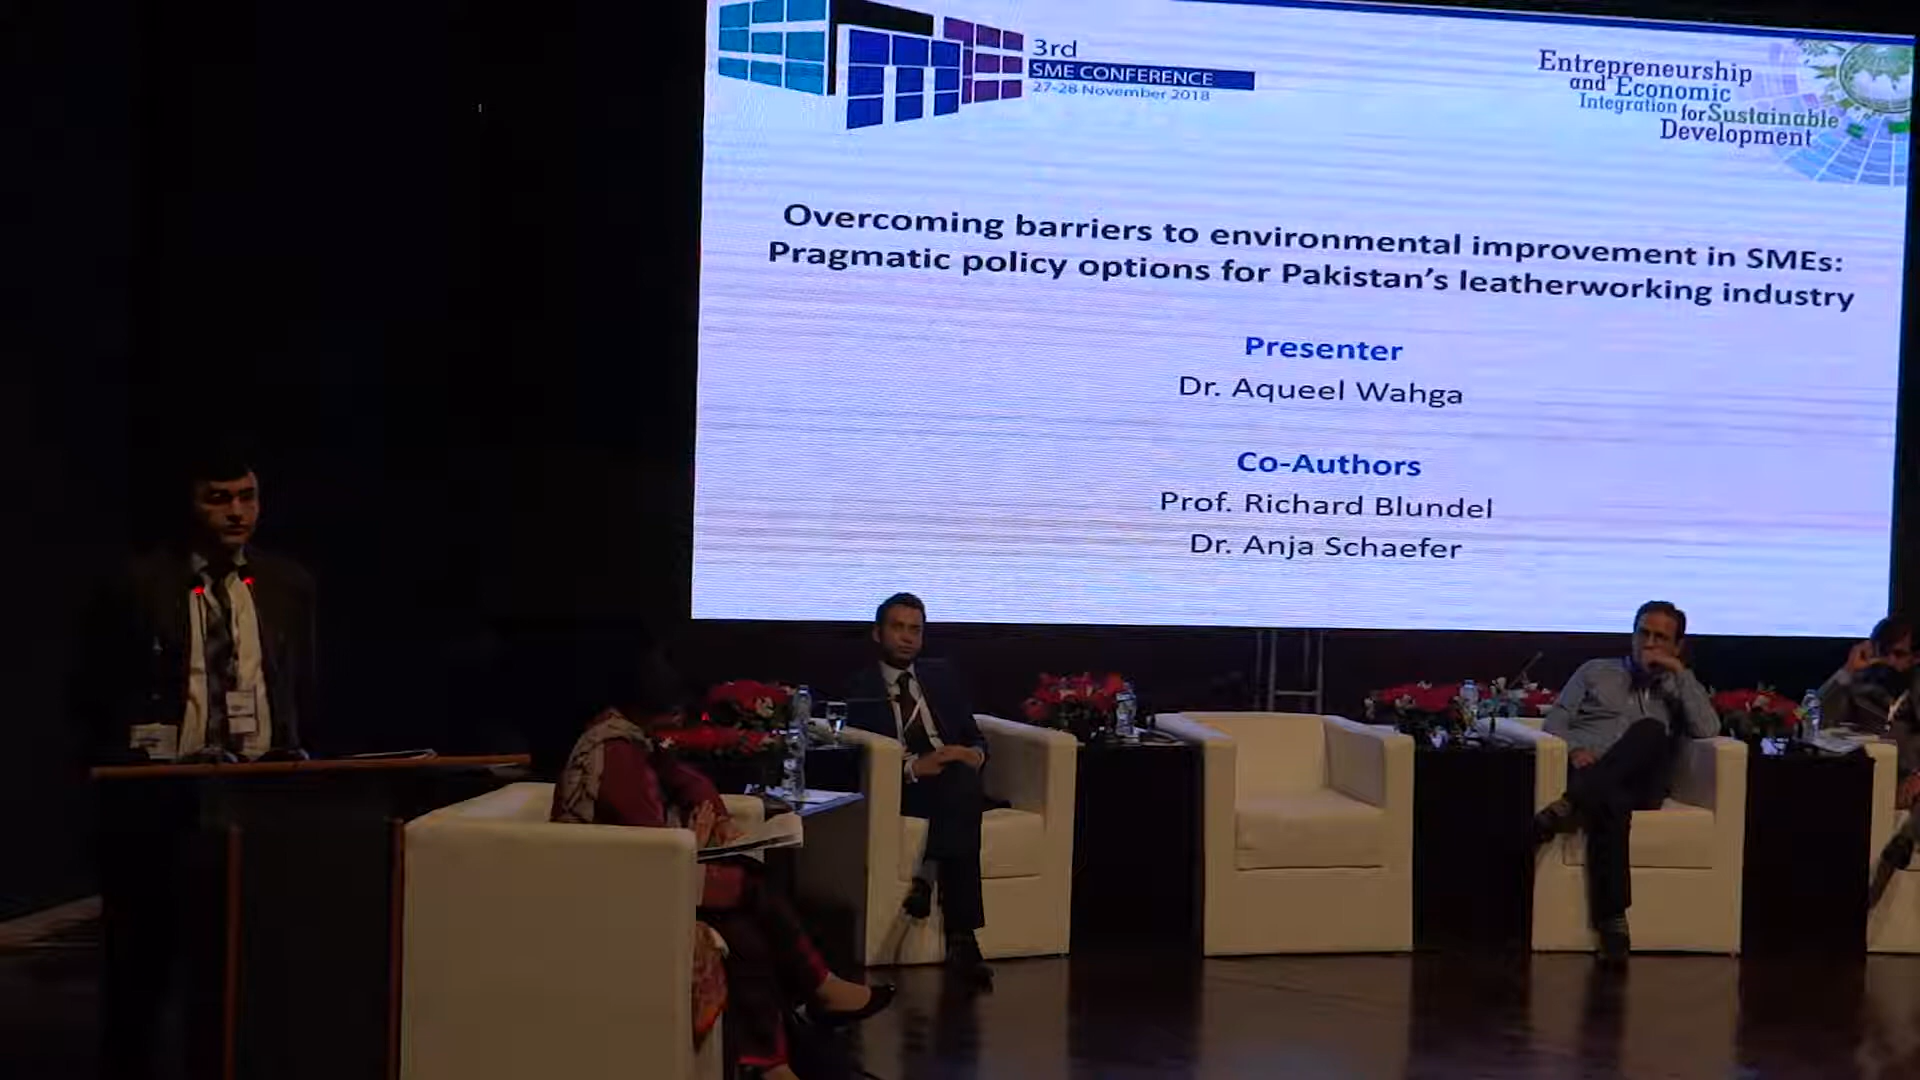 3rd
SME CONFERENCE
27-28 November 2018
Entrepreneurship
and Economic
Integration for Sustainable
Development
Overcoming barriers to environmental improvement in SMEs:
Pragmatic policy options for Pakistan's leatherworking industry
Presenter
Dr. Aqueel Wahga
Co-Authors
Prof. Richard Blundel
Dr. Anja Schaefer